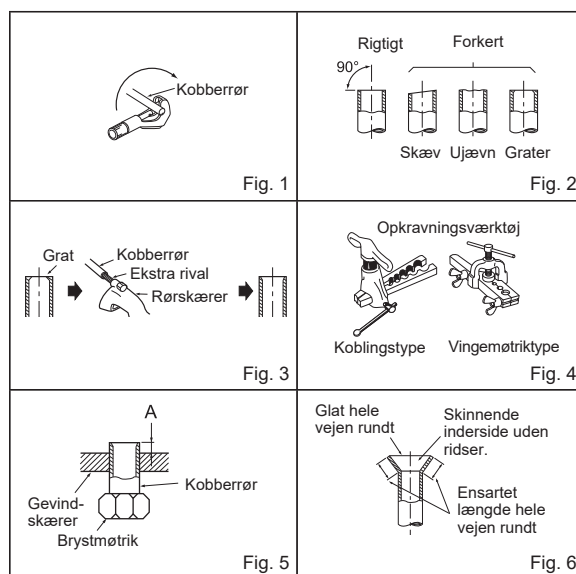 Kobberrør
Fig. 1
Rigtigt
Forkert
90°
Skæv
Ujævn
Grater
Fig. 2
Grat
Kobberrør
Ekstra rival
Rørskærer
Fig. 3
Opkravningsværktøj
Koblingstype
Vingemøtriktype
Fig. 4
A
Kobberrør
Gevind-
skærer
Brystmøtrik
Fig. 5
Glat hele
vejen rundt
Skinnende
inderside uden
ridser.
Ensartet
længde hele
vejen rundt
Fig. 6